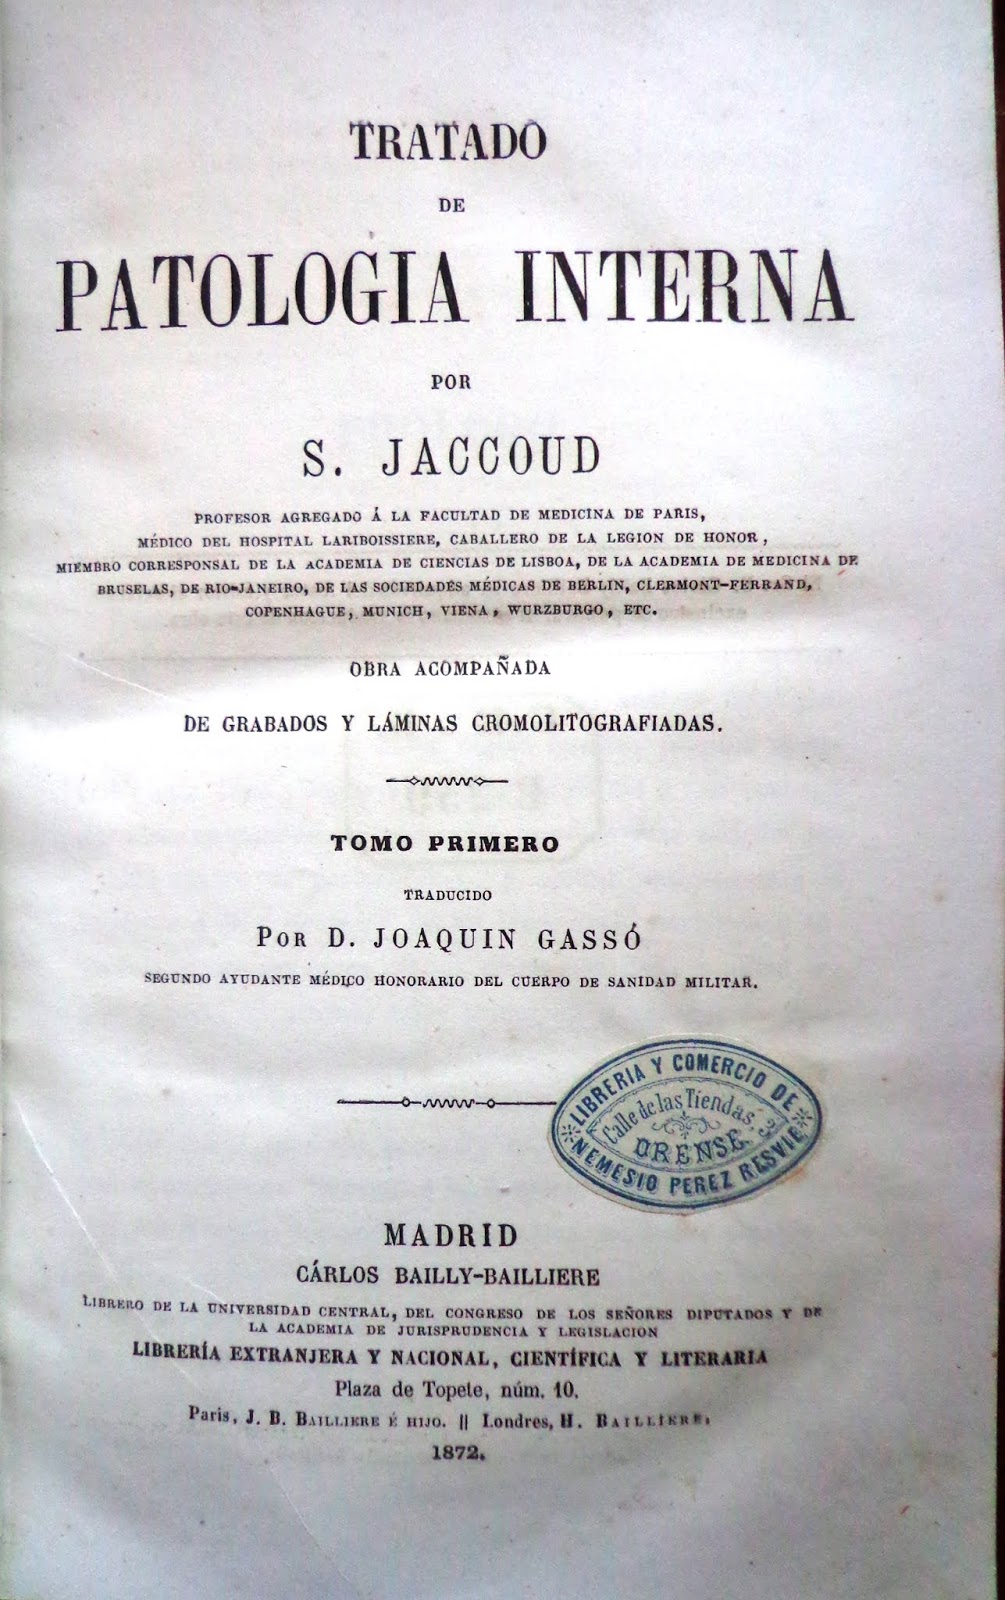 TRATADO
DE
PATOLOGIA INTERNA
POR
S. JACCOUD
PROFESOR AGREGADO Á LA FACULTAD DE MEDICINA DE PARIS,
MÉDICO DEL HOSPITAL LARIBOISSIERE, CABALLERO DE LA LEGION DE HONOR,
MIEMBRO CORRESPONSAL DE LA ACADEMIA DE CIENCIAS DE LISBOA, DE LA ACADEMIA DE MEDICINA DE
BRUSELAS, DE RIO-JANEIRO, DE LAS SOCIEDADES MÉDICAS DE BERLIN, CLERMONT-FERRAND,
COPENHAGUE, MUNICH, VIENA, WURZBURGO, ETC.
OBRA ACOMPAÑADA
DE GRABADOS Y LÁMINAS CROMOLITOGRAFIADAS.
TOMO PRIMERO
TRADUCIDO
POR D. JOAQUIN GASSÓ
SEGUNDO AYUDANTE MÉDICO HONORARIO DEL CUERPO DE SANIDAD MILITAR.
LIBRERIA Y COMERCIO DE
Calle de las Tiendas, 3
ORENSE
NEMESIO PEREZ RESVIE
MADRID
CÁRLOS BAILLY-BAILLIERE
LIBRERO DE LA UNIVERSIDAD CENTRAL, DEL CONGRESO DE LOS SEÑORES DIPUTADOS Y DE
LA ACADEMIA DE JURISPRUDENCIA Y LEGISLACION
LIBRERÍA EXTRANJERA Y NACIONAL, CIENTÍFICA Y LITERARIA
Plaza de Topete, núm. 10.
Paris, J. B. BAILLIERE É HIJO. || Londres, H. BAILLIERE.
1872.